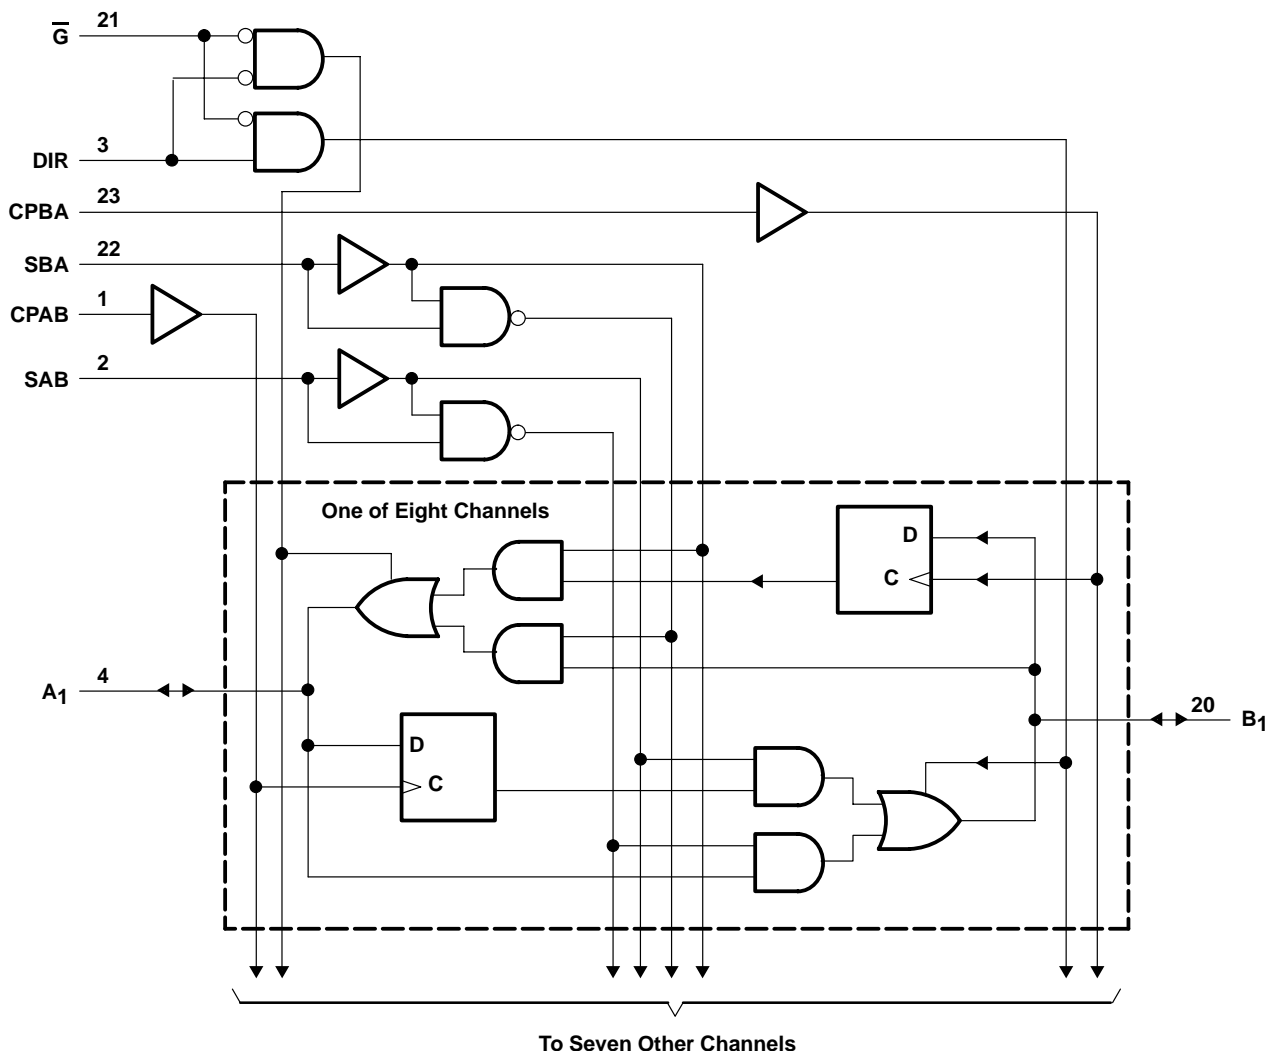 G̅ 21
DIR 3
CPBA 23
SBA 22
CPAB 1
SAB 2
One of Eight Channels
D
C
A1 4
20 B1
D
C
To Seven Other Channels